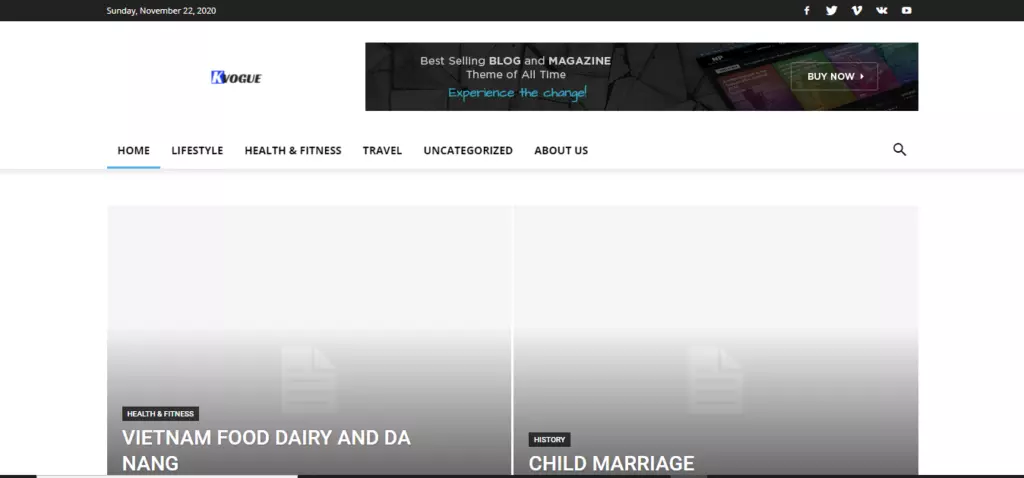 Sunday, November 22, 2020
KVOGUE
Best Selling BLOG and MAGAZINE
Theme of All Time
Experience the change!
BUY NOW
HOME LIFESTYLE HEALTH & FITNESS TRAVEL UNCATEGORIZED ABOUT US
HEALTH & FITNESS
VIETNAM FOOD DAIRY AND DA
NANG
HISTORY
CHILD MARRIAGE